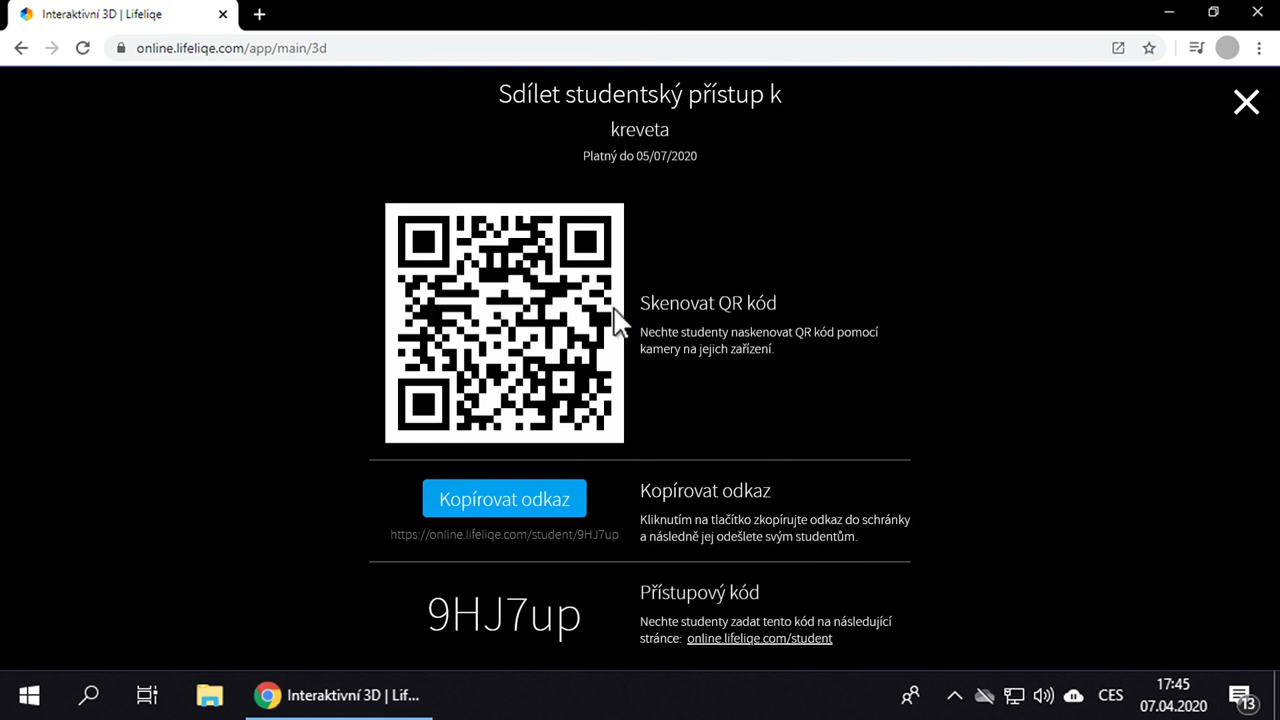 Interaktivní 3D | Lifeliqe
online.lifeliqe.com/app/main/3d
Sdílet studentský přístup k
kreveta
Platný do 05/07/2020
Skenovat QR kód
Nechte studenty naskenovat QR kód pomocí
kamery na jejich zařízení.
Kopírovat odkaz
https://online.lifeliqe.com/student/9HJ7up
Kopírovat odkaz
Kliknutím na tlačítko zkopírujte odkaz do schránky
a následně jej odešlete svým studentům.
9HJ7up
Přístupový kód
Nechte studenty zadat tento kód na následující
stránce: online.lifeliqe.com/student
Interaktivní 3D | Lif...
CES
17:45
07.04.2020
13